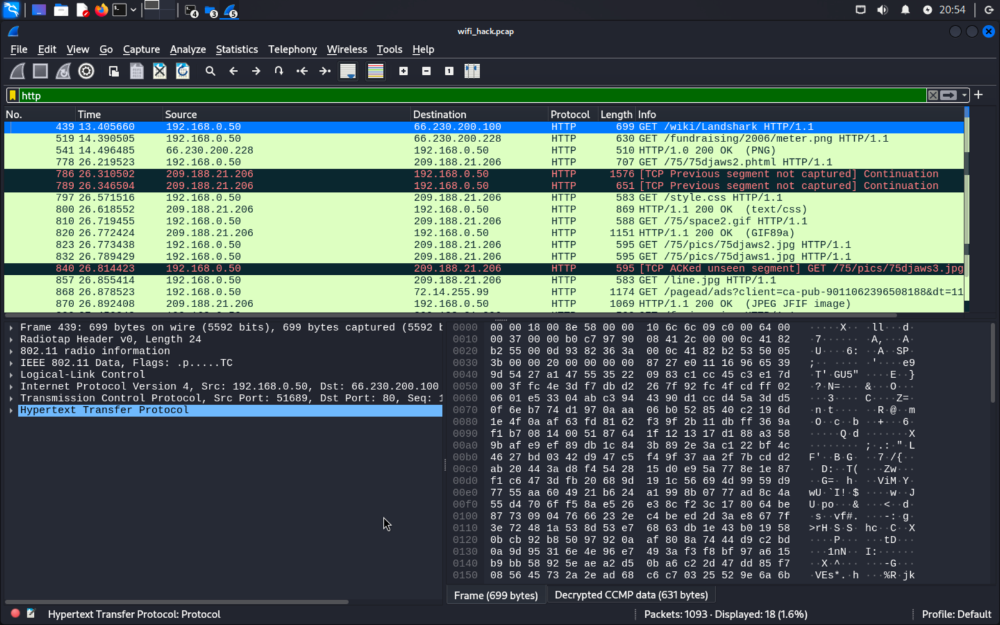 4 3 5 20:54
wifi_hack.pcap
File Edit View Go Capture Analyze Statistics Telephony Wireless Tools Help
http
No. Time Source Destination Protocol Length Info
439 13.405660 192.168.0.50 66.230.200.100 HTTP 699 GET /wiki/Landshark HTTP/1.1
519 14.390505 192.168.0.50 66.230.200.228 HTTP 630 GET /fundraising/2006/meter.png HTTP/1.1
541 14.496485 66.230.200.228 192.168.0.50 HTTP 510 HTTP/1.0 200 OK (PNG)
778 26.219523 192.168.0.50 209.188.21.206 HTTP 707 GET /75/75djaws2.phtml HTTP/1.1
786 26.310502 209.188.21.206 192.168.0.50 HTTP 1576 [TCP Previous segment not captured] Continuation
789 26.346504 209.188.21.206 192.168.0.50 HTTP 651 [TCP Previous segment not captured] Continuation
797 26.571516 192.168.0.50 209.188.21.206 HTTP 583 GET /style.css HTTP/1.1
800 26.618552 209.188.21.206 192.168.0.50 HTTP 869 HTTP/1.1 200 OK (text/css)
810 26.719455 192.168.0.50 209.188.21.206 HTTP 588 GET /75/space2.gif HTTP/1.1
820 26.772424 209.188.21.206 192.168.0.50 HTTP 1151 HTTP/1.1 200 OK (GIF89a)
823 26.773438 192.168.0.50 209.188.21.206 HTTP 595 GET /75/pics/75djaws2.jpg HTTP/1.1
832 26.789429 192.168.0.50 209.188.21.206 HTTP 595 GET /75/pics/75djaws1.jpg HTTP/1.1
840 26.814423 192.168.0.50 209.188.21.206 HTTP 595 [TCP ACKed unseen segment] GET /75/pics/75djaws3.jpg
857 26.855414 192.168.0.50 209.188.21.206 HTTP 583 GET /line.jpg HTTP/1.1
868 26.878523 192.168.0.50 72.14.255.99 HTTP 1174 GET /pagead/ads?client=ca-pub-9011062396508188&dt=11
870 26.892408 209.188.21.206 192.168.0.50 HTTP 1069 HTTP/1.1 200 OK (JPEG JFIF image)
Frame 439: 699 bytes on wire (5592 bits), 699 bytes captured (5592 b
Radiotap Header v0, Length 24
802.11 radio information
IEEE 802.11 Data, Flags: .p.....TC
Logical-Link Control
Internet Protocol Version 4, Src: 192.168.0.50, Dst: 66.230.200.100
Transmission Control Protocol, Src Port: 51689, Dst Port: 80, Seq: 1
Hypertext Transfer Protocol
0000 00 00 18 00 8e 58 00 00 10 6c 6c 09 c0 00 64 00 ·····X·· ·ll···d·
0010 00 37 00 00 b0 c7 97 90 08 41 2c 00 00 0c 41 82 ·7······ ·A,···A·
0020 b2 55 00 0d 93 82 36 3a 00 0c 41 82 b2 53 50 05 ·U····6: ··A··SP·
0030 3b 00 00 20 00 00 00 00 87 27 e0 11 16 96 65 39 ;·· ···· ·'····e9
0040 9d 54 27 a1 47 55 35 22 09 83 c1 cc 45 c3 e1 7d ·T'·GU5" ····E··}
0050 00 3f fc 4e 3d f7 db d2 26 7f 92 fc 4f cd ff 02 ·?·N=··· &···O···
0060 06 01 e5 33 04 ab c3 94 43 90 d1 cc d4 5a 3d d5 ···3···· C····Z=·
0070 0f 6e b7 74 d1 97 0a aa 06 b0 52 85 40 c2 19 6d ·n·t···· ··R·@··m
0080 1e 4f 0a af 63 fd 81 62 f3 9f 2b 11 db ff 36 9a ·O··c··b ··+···6·
0090 f1 b7 08 14 00 51 87 64 1f 12 13 17 d1 88 a3 58 ·····Q·d ·······X
00a0 9b af e9 ef 89 db 1c 84 3b 89 2e 3a c1 22 bf 4c ········ ;·.:·"·L
00b0 46 27 bd 03 42 d9 47 c5 f4 9f 37 aa 2f 7b cd d2 F'··B·G· ··7·/{··
00c0 ab 20 44 3a d8 f4 54 28 15 d0 e9 5a 77 8e 1e 87 · D:··T( ···Zw···
00d0 f1 c6 47 3d fb 20 68 9d 19 1c 56 69 4d 99 59 d9 ··G=· h· ··ViM·Y·
00e0 77 55 aa 60 49 21 b6 24 a1 99 8b 07 77 ad 8c 4a wU·`I!·$ ····w··J
00f0 55 d4 70 6f f5 8a e5 26 e3 8c f2 3c 17 80 64 be U·po···& ···<··d·
0100 87 73 09 04 76 66 23 2e c4 be ed 2d 3a e8 67 7f ·s··vf#. ···-:·g·
0110 3e 72 48 1a 53 8d 53 e7 68 63 db 1e 43 b0 19 58 >rH·S·S· hc··C··X
0120 0b cb 92 b8 50 97 92 0a af 80 8a 74 44 d9 c2 bd ····P··· ···tD···
0130 0a 9d 95 31 6e 4e 96 e7 49 3a f3 f8 bf 97 a6 15 ···1nN·· I:······
0140 b9 bb 58 92 5e ae a2 d5 0b a6 c2 2d 47 dd 85 f7 ··X·^··· ···-G···
0150 08 56 45 73 2a 2e ad 68 c6 c7 03 25 52 9e 6a 6b ·VEs*.·h ···%R·jk
Frame (699 bytes) Decrypted CCMP data (631 bytes)
Hypertext Transfer Protocol: Protocol Packets: 1093 · Displayed: 18 (1.6%) Profile: Default